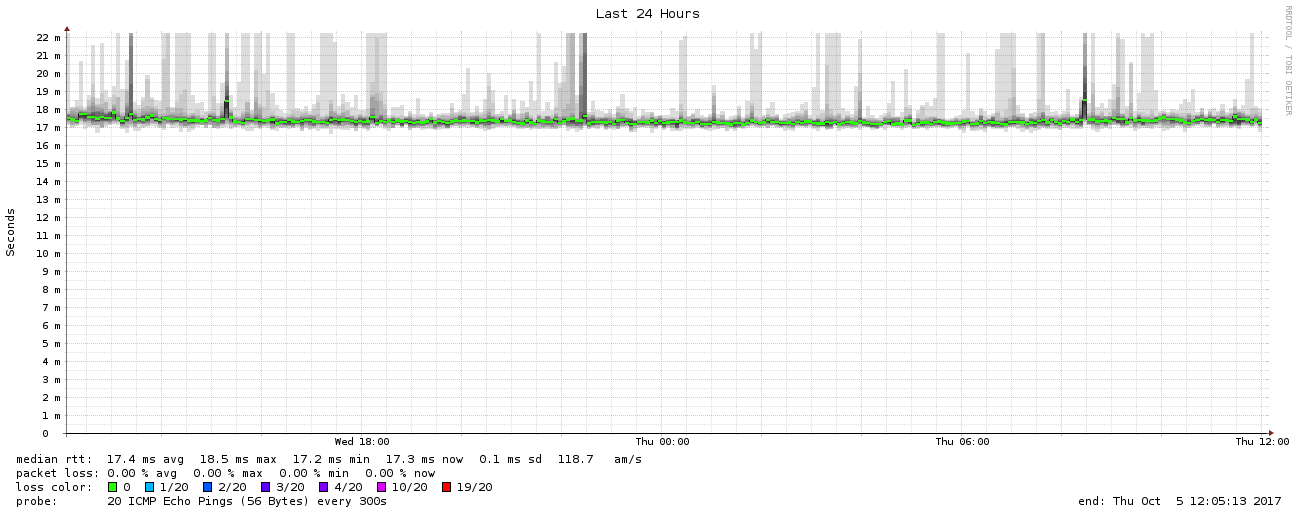 Last 24 Hours
RRDTOOL / TOBI OETIKER
Seconds
22 m
21 m
20 m
19 m
18 m
17 m
16 m
15 m
14 m
13 m
12 m
11 m
10 m
9 m
8 m
7 m
6 m
5 m
4 m
3 m
2 m
1 m
0
Wed 18:00 Thu 00:00 Thu 06:00 Thu 12:00
median rtt: 17.4 ms avg 18.5 ms max 17.2 ms min 17.3 ms now 0.1 ms sd 118.7 am/s
packet loss: 0.00 % avg 0.00 % max 0.00 % min 0.00 % now
loss color: 0 1/20 2/20 3/20 4/20 10/20 19/20
probe: 20 ICMP Echo Pings (56 Bytes) every 300s end: Thu Oct 5 12:05:13 2017